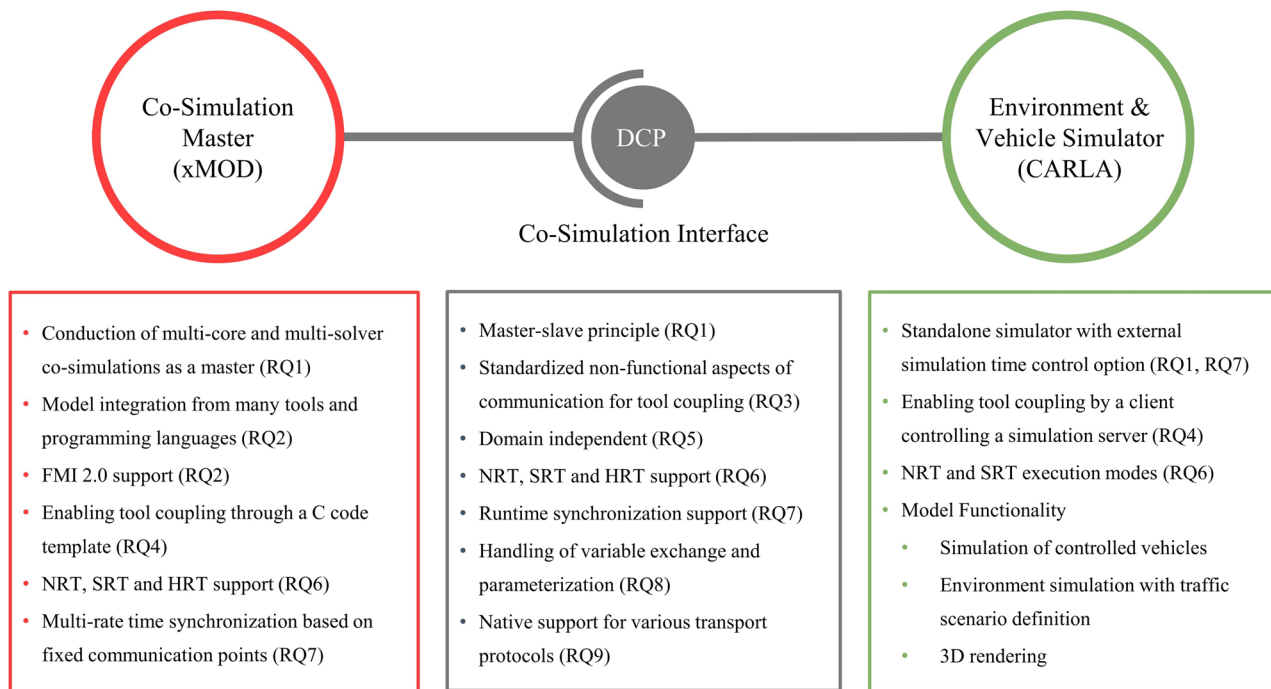 Co-Simulation
Master
(xMOD)
DCP
Co-Simulation Interface
Environment &
Vehicle Simulator
(CARLA)
• Conduction of multi-core and multi-solver
co-simulations as a master (RQ1)
• Model integration from many tools and
programming languages (RQ2)
• FMI 2.0 support (RQ2)
• Enabling tool coupling through a C code
template (RQ4)
• NRT, SRT and HRT support (RQ6)
• Multi-rate time synchronization based on
fixed communication points (RQ7)
• Master-slave principle (RQ1)
• Standardized non-functional aspects of
communication for tool coupling (RQ3)
• Domain independent (RQ5)
• NRT, SRT and HRT support (RQ6)
• Runtime synchronization support (RQ7)
• Handling of variable exchange and
parameterization (RQ8)
• Native support for various transport
protocols (RQ9)
• Standalone simulator with external
simulation time control option (RQ1, RQ7)
• Enabling tool coupling by a client
controlling a simulation server (RQ4)
• NRT and SRT execution modes (RQ6)
• Model Functionality
• Simulation of controlled vehicles
• Environment simulation with traffic
scenario definition
• 3D rendering